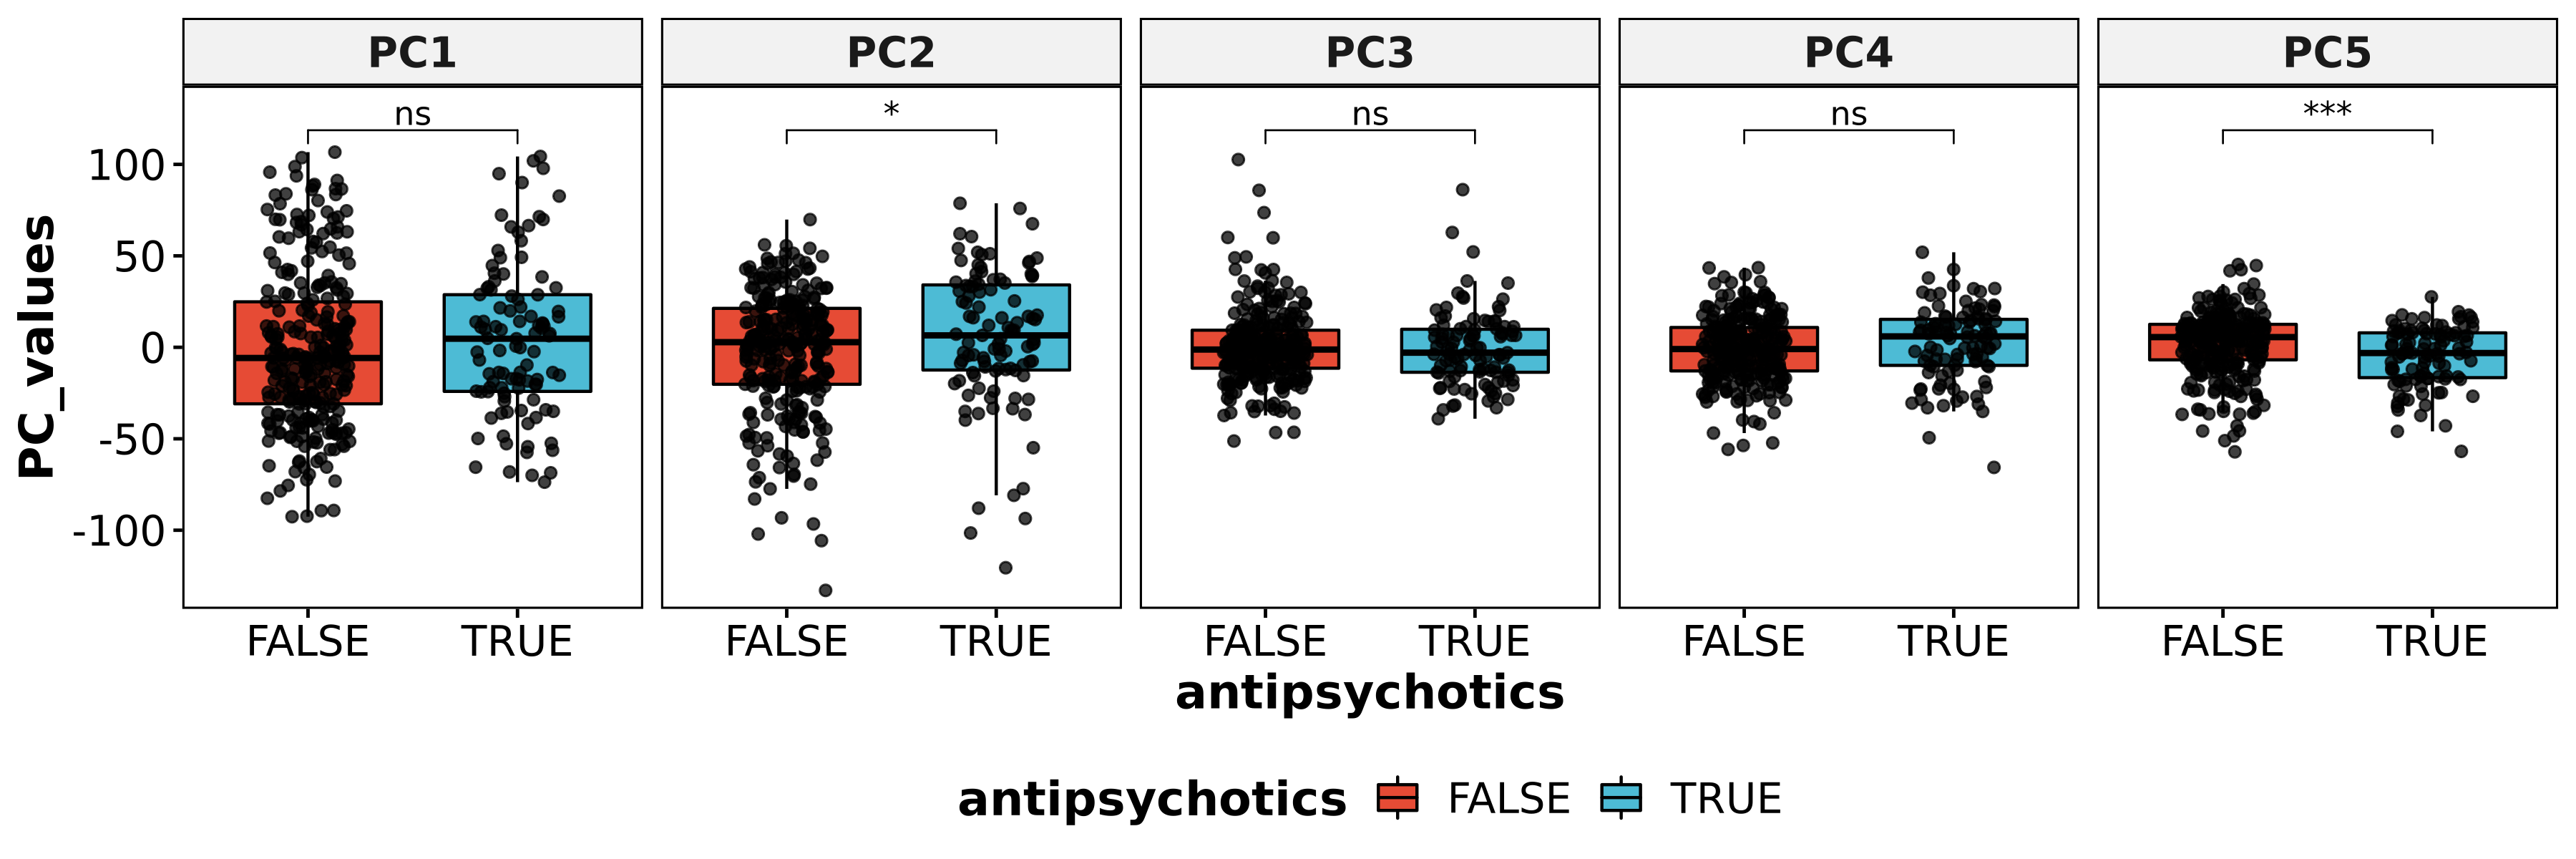 PC1 PC2 PC3 PC4 PC5
ns * ns ns ***
100
50
0
-50
-100
PC_values
FALSE TRUE FALSE TRUE FALSE TRUE FALSE TRUE FALSE TRUE
antipsychotics
antipsychotics FALSE TRUE